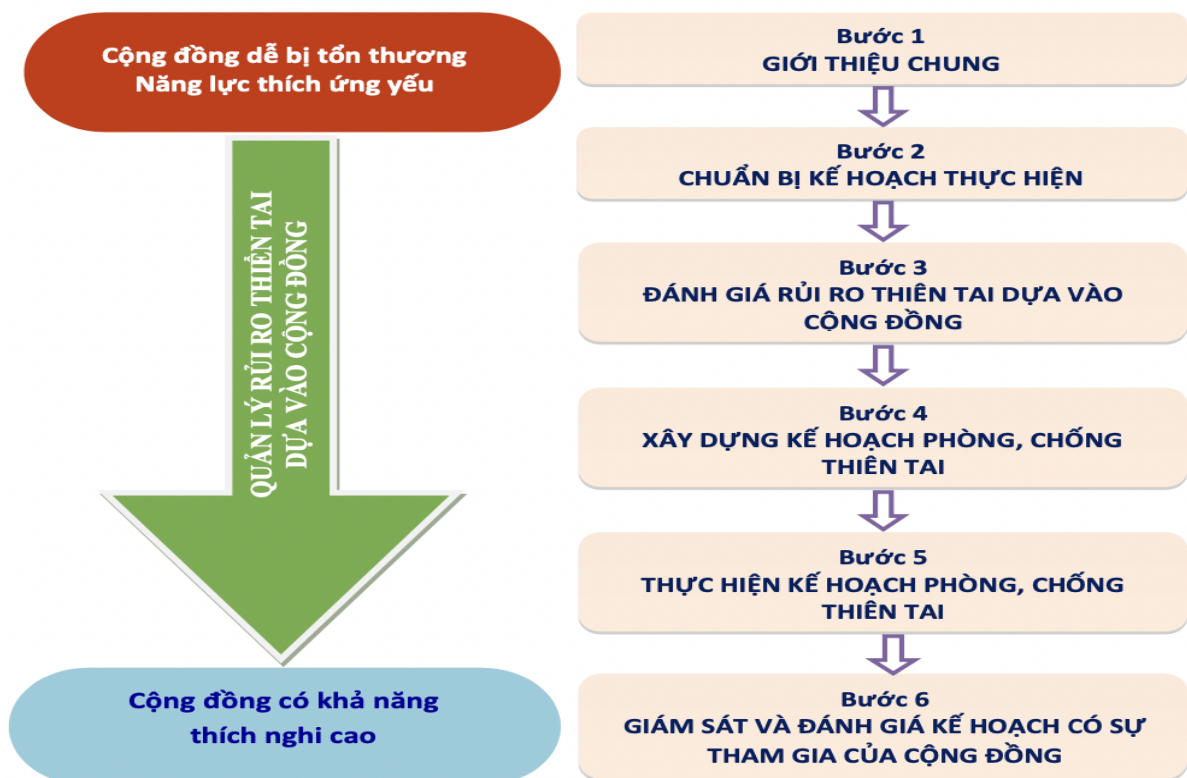 Cộng đồng dễ bị tổn thương
Năng lực thích ứng yếu
QUẢN LÝ RỦI RO THIÊN TAI
DỰA VÀO CỘNG ĐỒNG
Cộng đồng có khả năng
thích nghi cao
Bước 1
GIỚI THIỆU CHUNG
Bước 2
CHUẨN BỊ KẾ HOẠCH THỰC HIỆN
Bước 3
ĐÁNH GIÁ RỦI RO THIÊN TAI DỰA VÀO
CỘNG ĐỒNG
Bước 4
XÂY DỰNG KẾ HOẠCH PHÒNG, CHỐNG
THIÊN TAI
Bước 5
THỰC HIỆN KẾ HOẠCH PHÒNG, CHỐNG
THIÊN TAI
Bước 6
GIÁM SÁT VÀ ĐÁNH GIÁ KẾ HOẠCH CÓ SỰ
THAM GIA CỦA CỘNG ĐỒNG